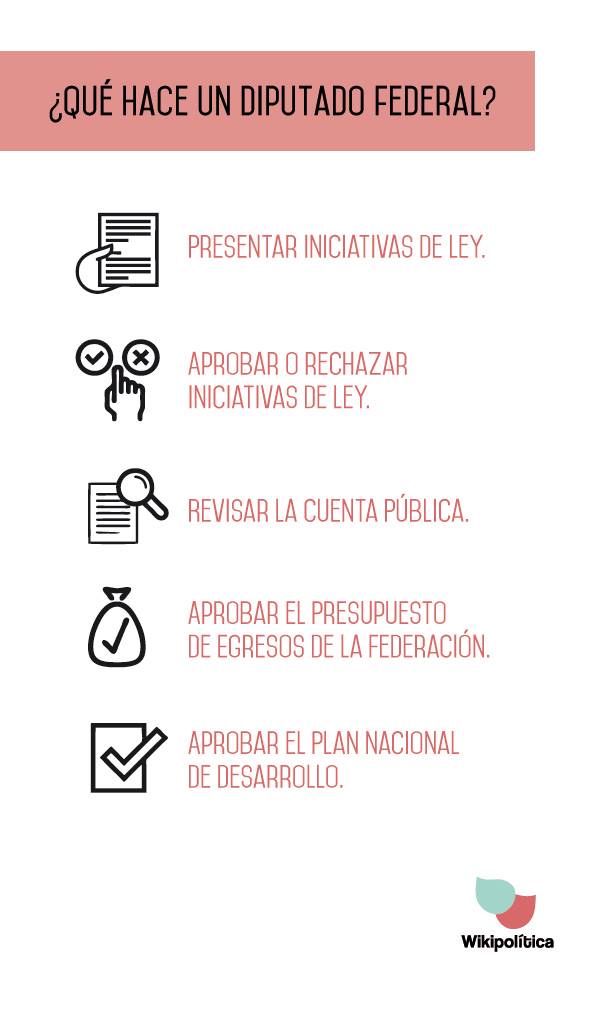 ¿QUÉ HACE UN DIPUTADO FEDERAL?
PRESENTAR INICIATIVAS DE LEY.
APROBAR O RECHAZAR
INICIATIVAS DE LEY.
REVISAR LA CUENTA PÚBLICA.
APROBAR EL PRESUPUESTO
DE EGRESOS DE LA FEDERACIÓN.
APROBAR EL PLAN NACIONAL
DE DESARROLLO.
Wikipolítica